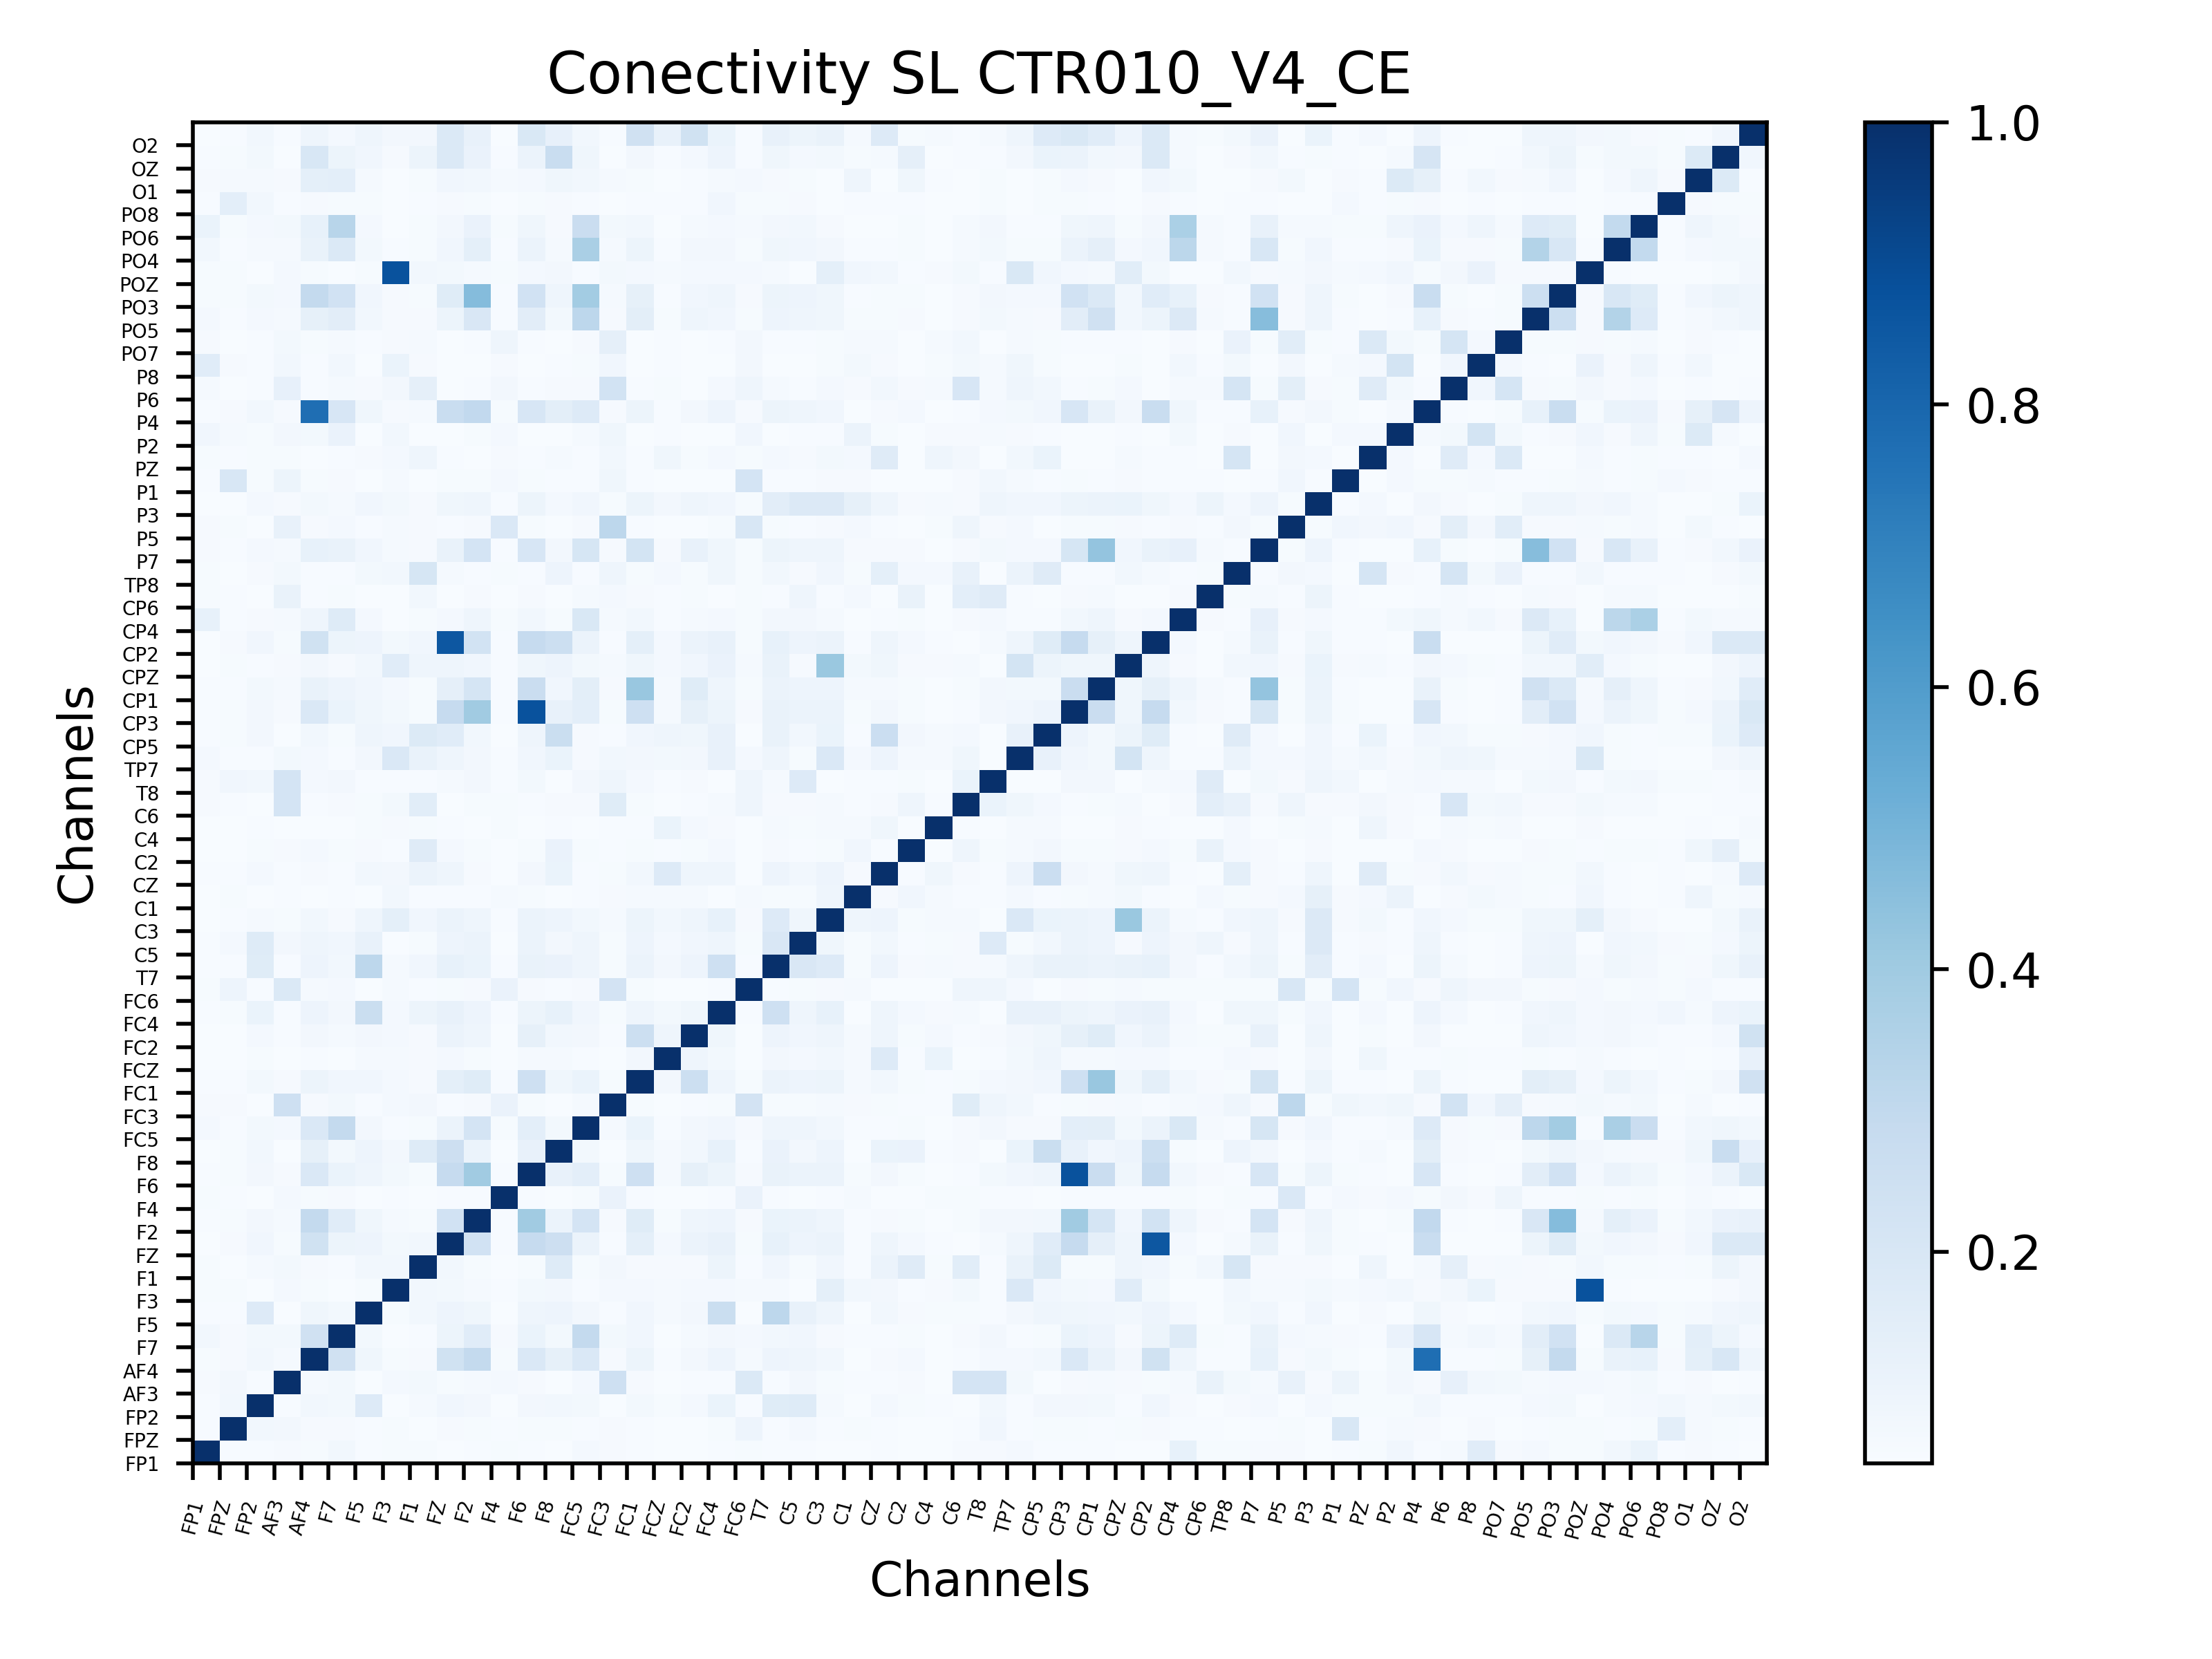 Conectivity SL CTR010_V4_CE
O2
OZ
O1
PO8
PO6
PO4
POZ
PO3
PO5
PO7
P8
P6
P4
P2
PZ
P1
P3
P5
P7
TP8
CP6
CP4
CP2
CPZ
CP1
CP3
CP5
TP7
T8
C6
C4
C2
CZ
C1
C3
C5
T7
FC6
FC4
FC2
FCZ
FC1
FC3
FC5
F8
F6
F4
F2
FZ
F1
F3
F5
F7
AF4
AF3
FP2
FPZ
FP1
Channels
FP1 FPZ FP2 AF3 AF4 F7 F5 F3 F1 FZ F2 F4 F6 F8 FC5 FC3 FC1 FCZ FC2 FC4 FC6 T7 C5 C3 C1 CZ C2 C4 C6 T8 TP7 CP5 CP3 CP1 CPZ CP2 CP4 CP6 TP8 P7 P5 P3 P1 PZ P2 P4 P6 P8 PO7 PO5 PO3 POZ PO4 PO6 PO8 O1 OZ O2
Channels
1.0
0.8
0.6
0.4
0.2